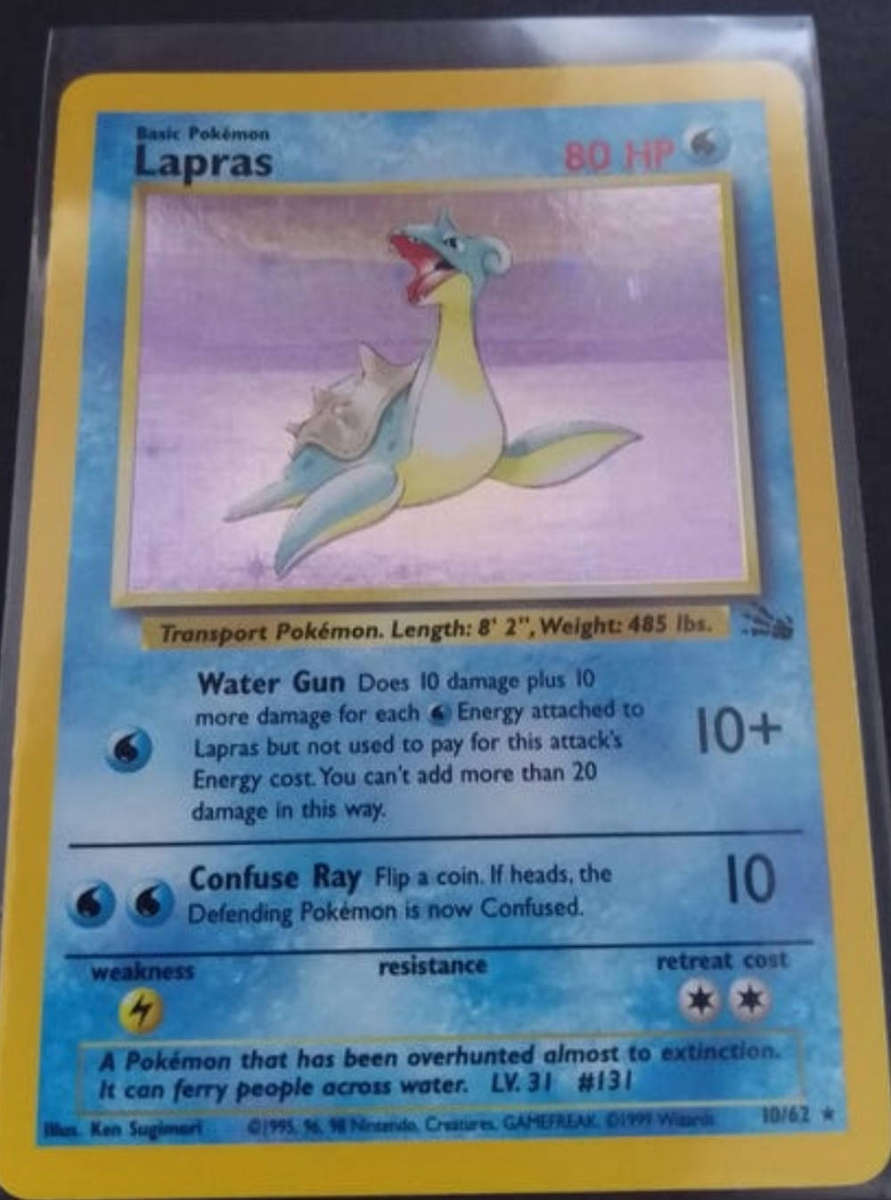 Basic Pokémon
Lapras
80 HP
Transport Pokémon. Length: 8' 2", Weight: 485 lbs.
Water Gun Does 10 damage plus 10
more damage for each Energy attached to
Lapras but not used to pay for this attack's
Energy cost. You can't add more than 20
damage in this way.
10+
Confuse Ray Flip a coin. If heads, the
Defending Pokémon is now Confused.
10
weakness resistance retreat cost
A Pokémon that has been overhunted almost to extinction.
It can ferry people across water. LV. 31 #131
Illus. Ken Sugimori ©1995, 96, 98 Nintendo, Creatures, GAMEFREAK. ©1999 Wizards 10/62 ★